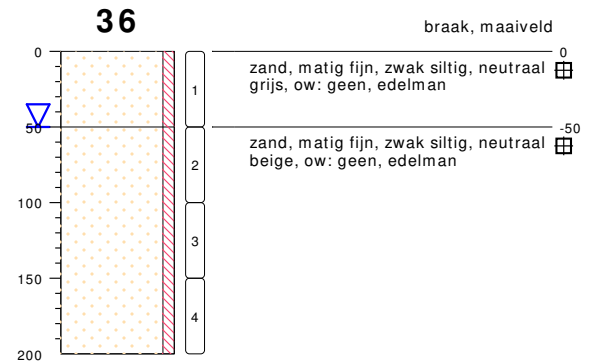 36
braak, maaiveld
0
0
zand, matig fijn, zwak siltig, neutraal
grijs, ow: geen, edelman
1
50
-50
zand, matig fijn, zwak siltig, neutraal
beige, ow: geen, edelman
2
100
3
150
4
200